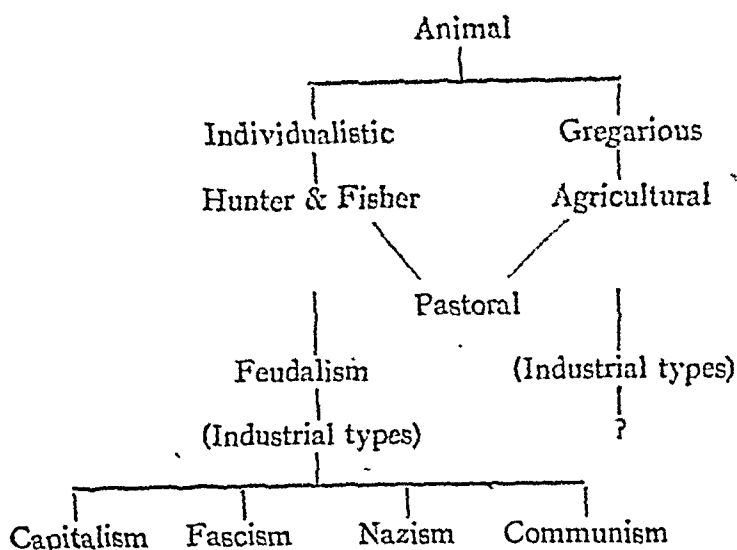 Animal
Individualistic Gregarious
Hunter & Fisher Agricultural
Pastoral
Feudalism (Industrial types)
(Industrial types) ?
Capitalism Fascism Nazism Communism